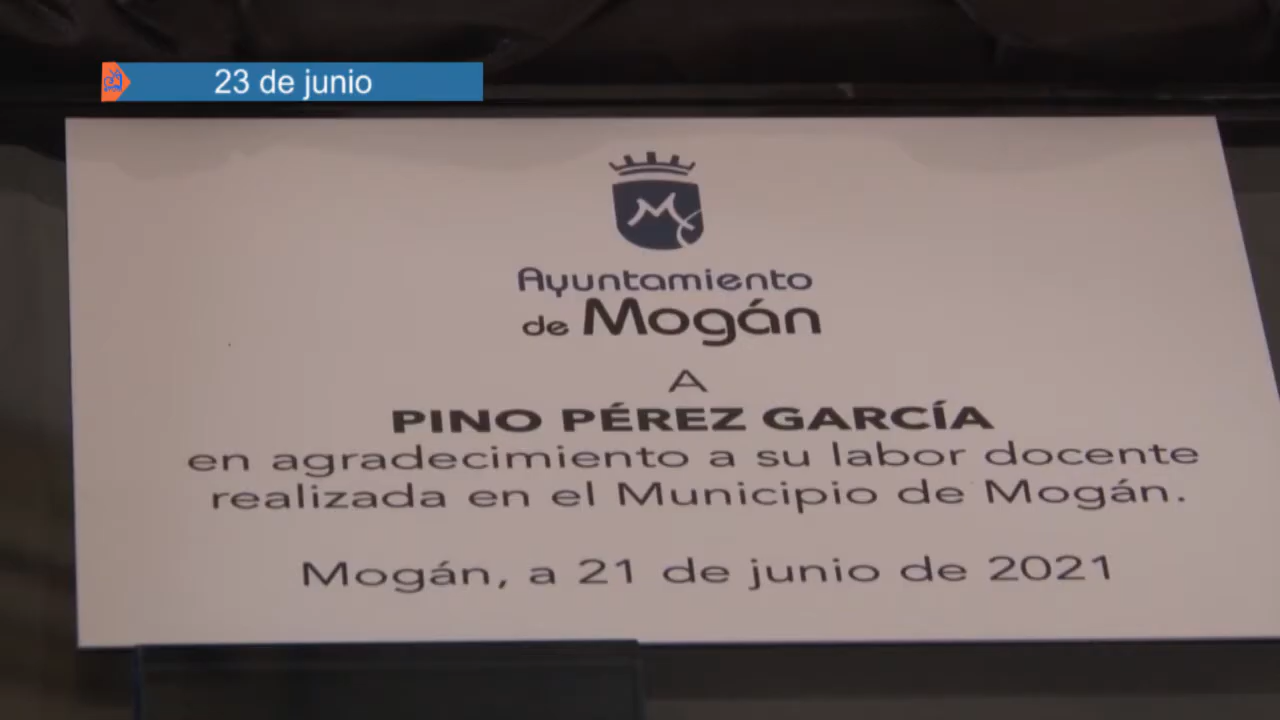 23 de junio
M
Ayuntamiento
de Mogán
A
PINO PÉREZ GARCÍA
en agradecimiento a su labor docente
realizada en el Municipio de Mogán.
Mogán, a 21 de junio de 2021